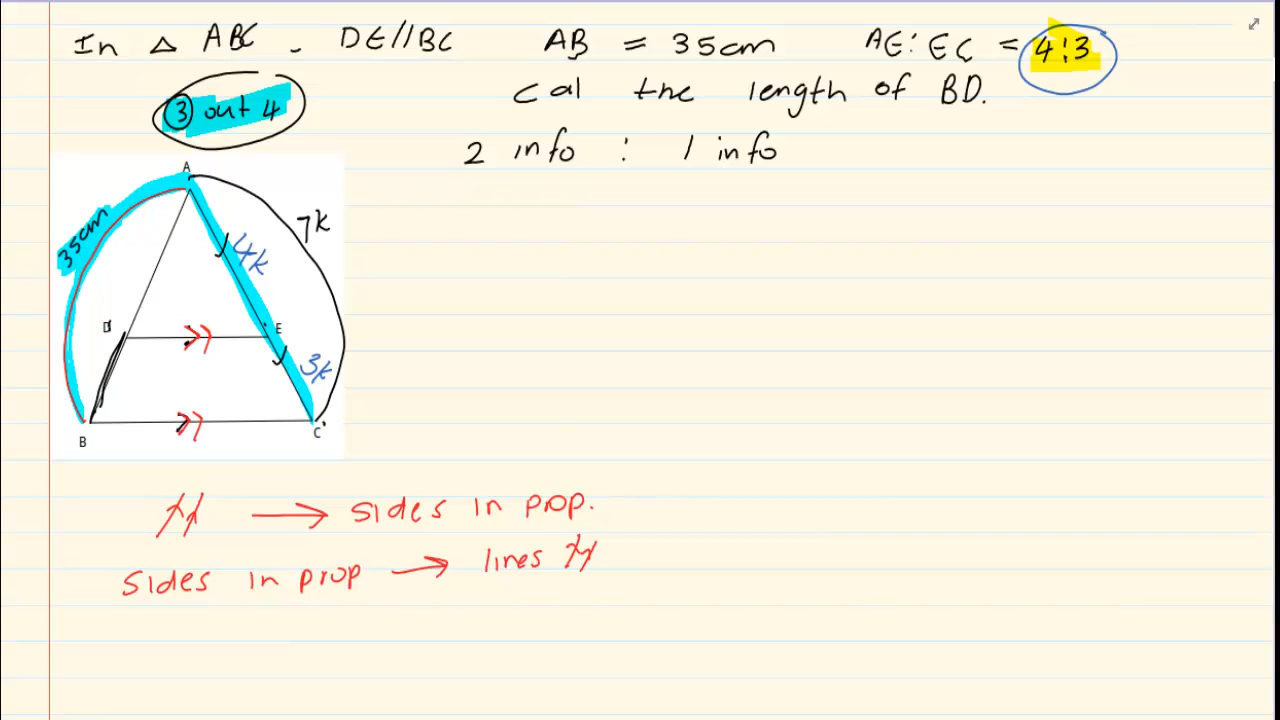 In △ ABC - DE//BC AB = 35cm AE:EC = 4:3
cal the length of BD.
3 out 4
2 info : 1 info
A
35cm
7k
4k
D
E
3k
B
C
// → sides in prop.
sides in prop → lines //